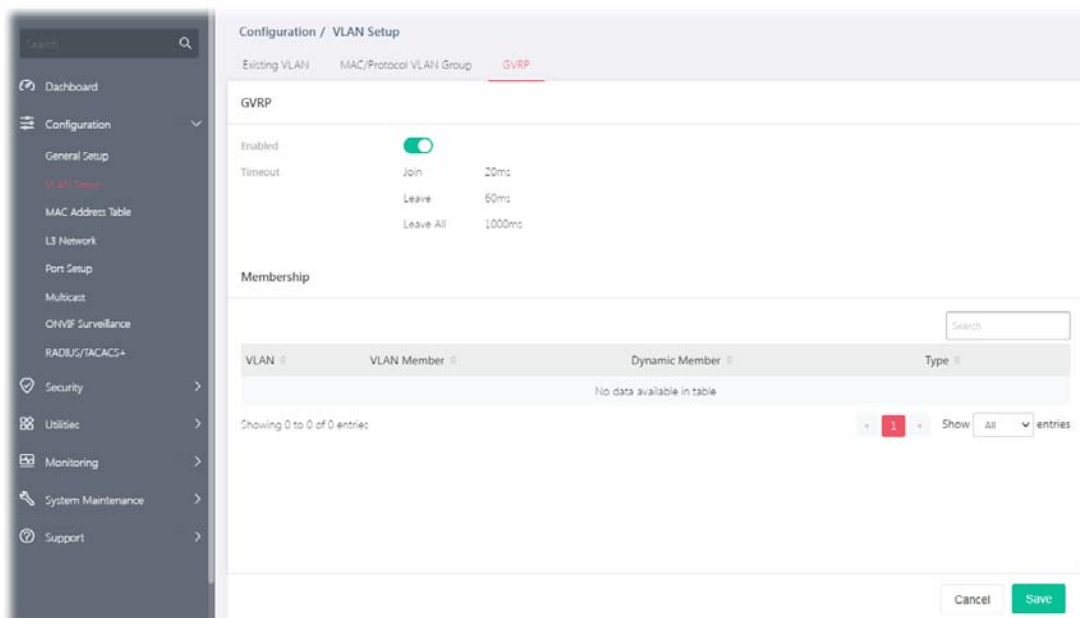 Search
Dashboard
Configuration
General Setup
VLAN Setup
MAC Address Table
L3 Network
Port Setup
Multicast
ONVIF Surveillance
RADIUS/TACACS+
Security
Utilities
Monitoring
System Maintenance
Support
Configuration / VLAN Setup
Existing VLAN MAC/Protocol VLAN Group GVRP
GVRP
Enabled
Timeout Join 20ms
Leave 60ms
Leave All 1000ms
Membership
Search
VLAN VLAN Member Dynamic Member Type
No data available in table
Showing 0 to 0 of 0 entries
1 Show All entries
Cancel Save